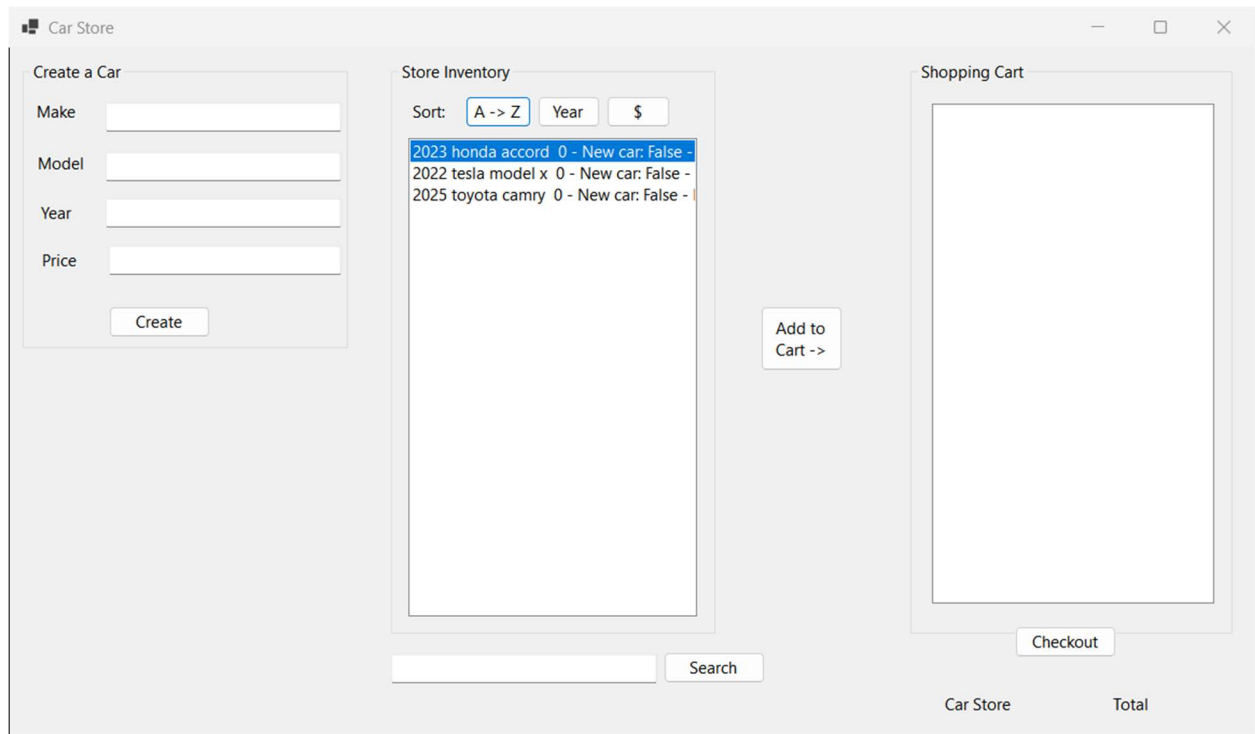 Car Store
Create a Car
Make
Model
Year
Price
Create
Store Inventory
Sort: A -> Z Year $
2023 honda accord 0 - New car: False -
2022 tesla model x 0 - New car: False -
2025 toyota camry 0 - New car: False -
Search
Add to
Cart ->
Shopping Cart
Checkout
Car Store Total